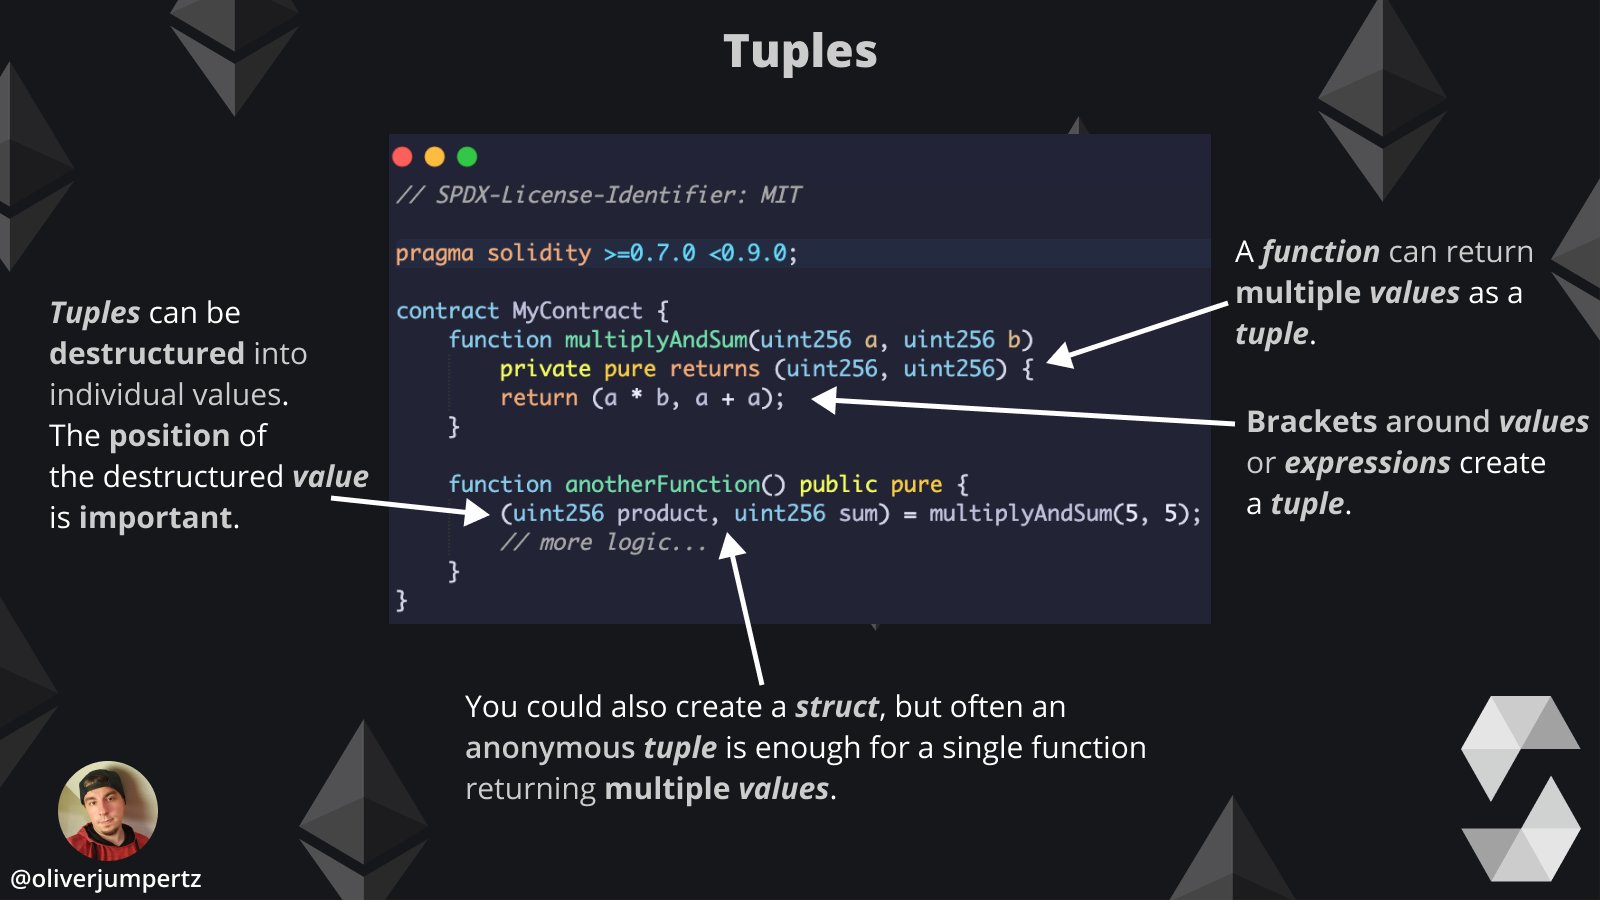 Tuples
// SPDX-License-Identifier: MIT
pragma solidity >=0.7.0 <0.9.0;
contract MyContract {
function multiplyAndSum(uint256 a, uint256 b)
private pure returns (uint256, uint256) {
return (a * b, a + a);
}
function anotherFunction() public pure {
(uint256 product, uint256 sum) = multiplyAndSum(5, 5);
// more logic...
}
}
Tuples can be
destructured into
individual values.
The position of
the destructured value
is important.
A function can return
multiple values as a
tuple.
Brackets around values
or expressions create
a tuple.
You could also create a struct, but often an
anonymous tuple is enough for a single function
returning multiple values.
@oliverjumpertz